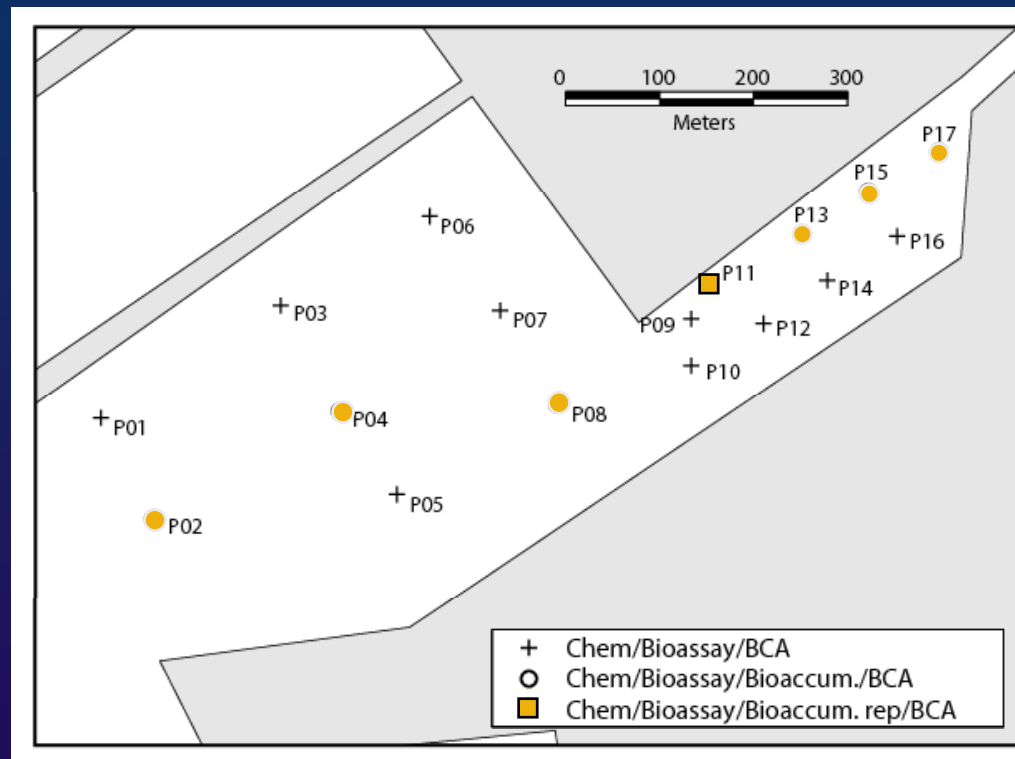 0 100 200 300
Meters
P17
P15
P13
P06
P16
P11
P14
P03
P07
P09
P12
P10
P04
P08
P01
P05
P02
Chem/Bioassay/BCA
Chem/Bioassay/Bioaccum./BCA
Chem/Bioassay/Bioaccum. rep/BCA